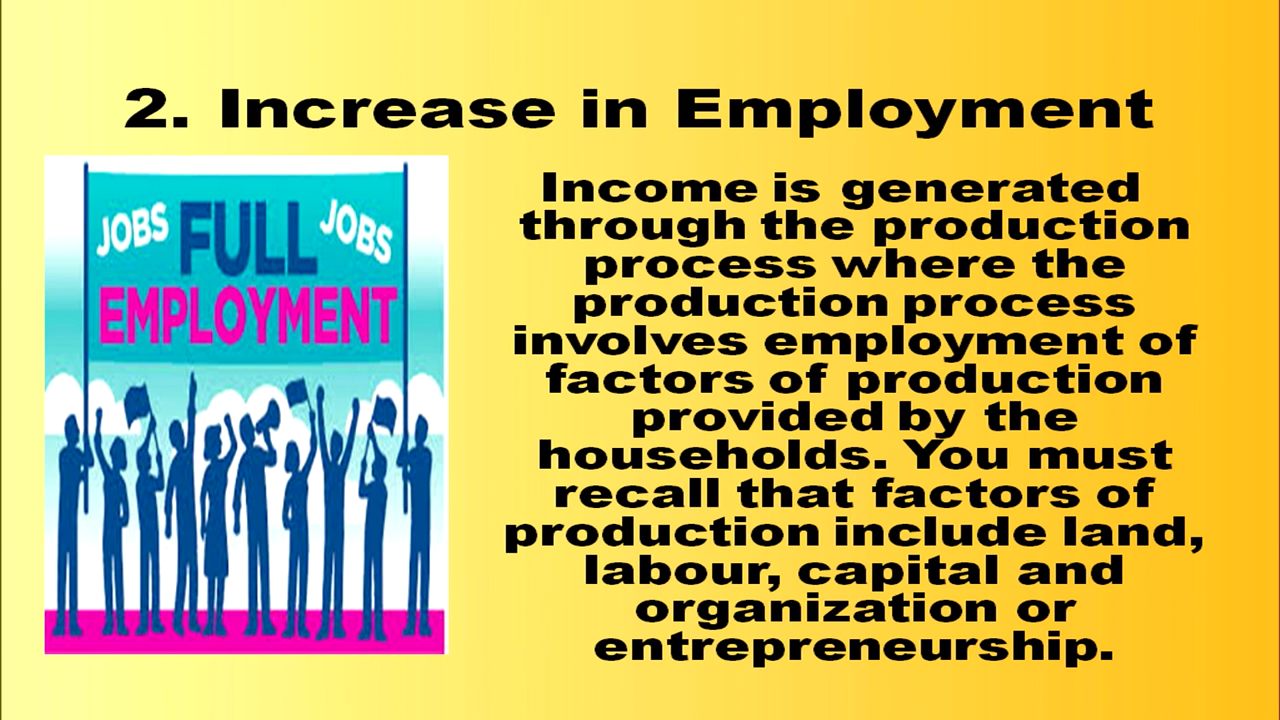 2. Increase in Employment
JOBS FULL JOBS
EMPLOYMENT
Income is generated
through the production
process where the
production process
involves employment of
factors of production
provided by the
households. You must
recall that factors of
production include land,
labour, capital and
organization or
entrepreneurship.